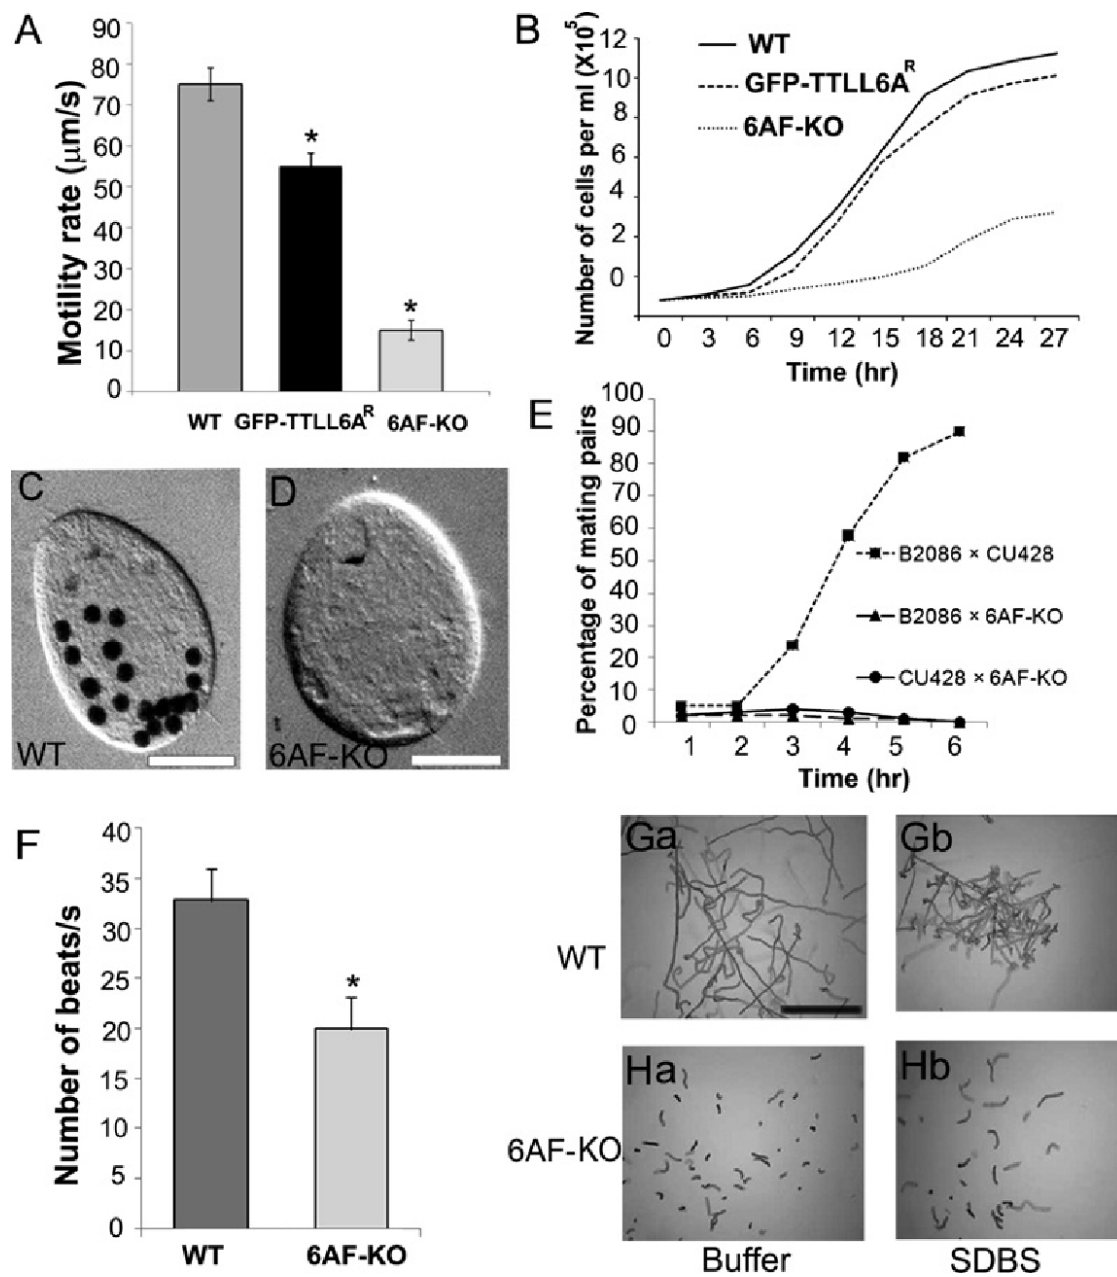 A
Motility rate (μm/s)
90
80
70
60
50
40
30
20
10
0
*
*
WT GFP-TTLL6A^R 6AF-KO
B
Number of cells per ml (X10^5)
12
10
8
6
4
2
0
WT
GFP-TTLL6A^R
6AF-KO
0 3 6 9 12 15 18 21 24 27
Time (hr)
C
WT
D
6AF-KO
E
Percentage of mating pairs
100
90
80
70
60
50
40
30
20
10
0
B2086 × CU428
B2086 × 6AF-KO
CU428 × 6AF-KO
1 2 3 4 5 6
Time (hr)
F
Number of beats/s
40
35
30
25
20
15
10
5
0
*
WT 6AF-KO
Ga
Gb
WT
Ha
Hb
6AF-KO
Buffer SDBS